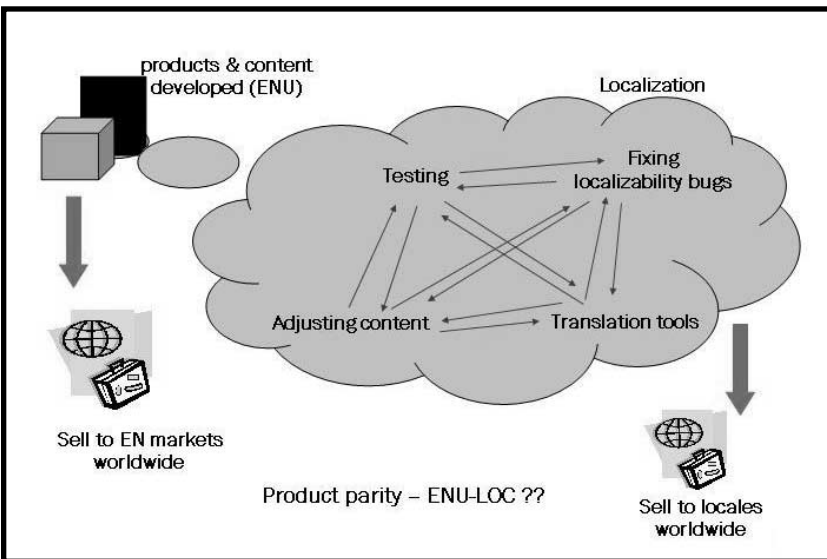 products & content
developed (ENU)
Localization
Testing
Fixing
localizability bugs
Adjusting content
Translation tools
Sell to EN markets
worldwide
Product parity – ENU-LOC ??
Sell to locales
worldwide